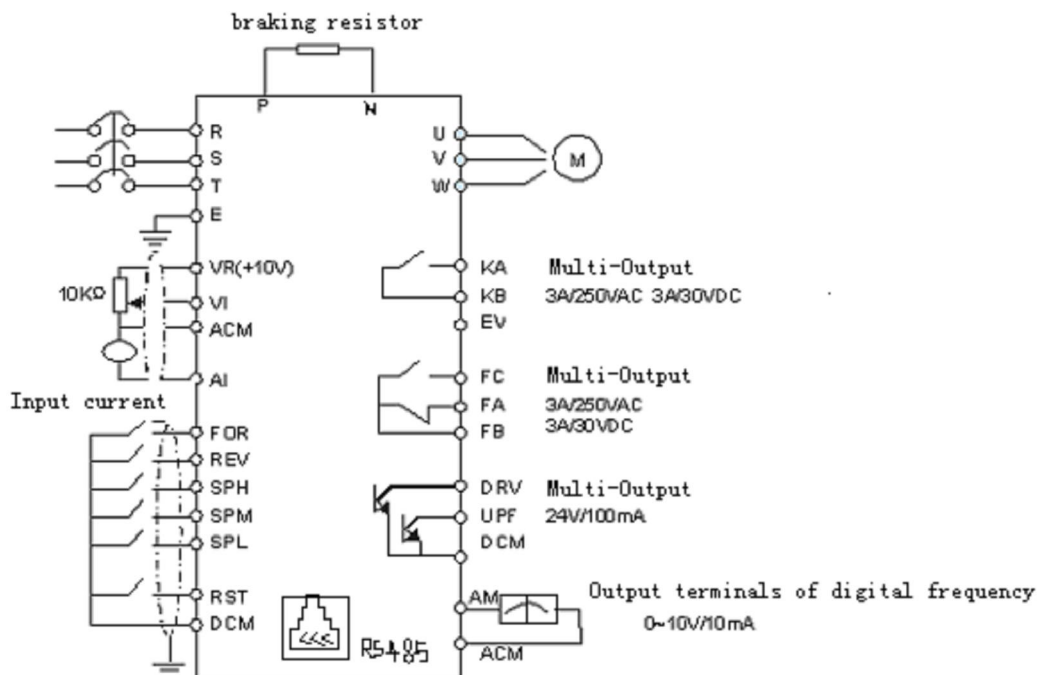 braking resistor
P N
R
S
T
E
VR(+10V)
10KΩ
VI
ACM
AI
Input current
FOR
REV
SPH
SPM
SPL
RST
DCM
RS485
U
V
W
M
KA Multi-Output
KB 3A/250VAC 3A/30VDC
EV
FC Multi-Output
FA 3A/250VAC
FB 3A/30VDC
DRV Multi-Output
UPF 24V/100mA
DCM
AM Output terminals of digital frequency
0~10V/10mA
ACM